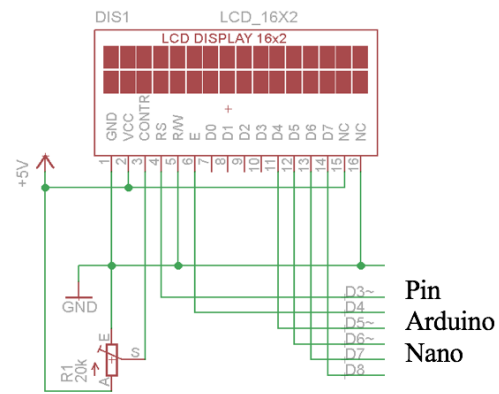 DIS1 LCD_16X2
LCD DISPLAY 16x2
GND VCC CONTR RS R/W E D0 D1 D2 D3 D4 D5 D6 D7 NC NC
1 2 3 4 5 6 7 8 9 10 11 12 13 14 15 16
+5V
GND
D3~ Pin
D4
D5~ Arduino
D6~
D7 Nano
D8
E
S
R1
20k
A